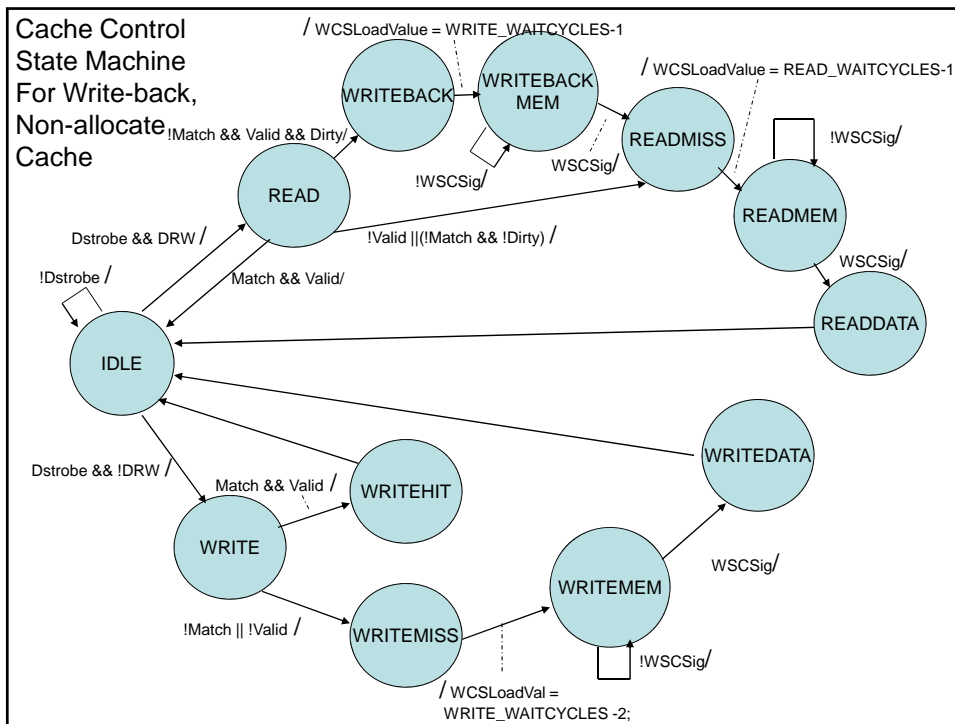 Cache Control
State Machine
For Write-back,
Non-allocate
Cache
/ WCSLoadValue = WRITE_WAITCYCLES-1
/ WCSLoadValue = READ_WAITCYCLES-1
WRITEBACK
WRITEBACK
MEM
!Match && Valid && Dirty/
READMISS
!WSCSig/
WSCSig/
!WSCSig/
READ
READMEM
Dstrobe && DRW /
!Valid ||(!Match && !Dirty) /
!Dstrobe /
Match && Valid/
WSCSig/
READDATA
IDLE
WRITEDATA
Dstrobe && !DRW /
Match && Valid /
WRITEHIT
WRITE
WSCSig/
WRITEMEM
!Match || !Valid /
WRITEMISS
!WSCSig/
/ WCSLoadVal =
WRITE_WAITCYCLES -2;